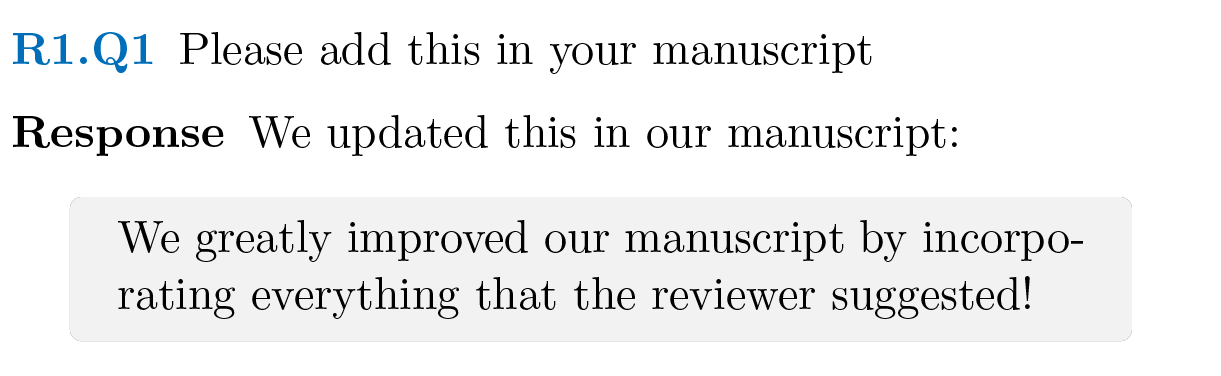 R1.Q1 Please add this in your manuscript
Response We updated this in our manuscript:
We greatly improved our manuscript by incorpo-
rating everything that the reviewer suggested!